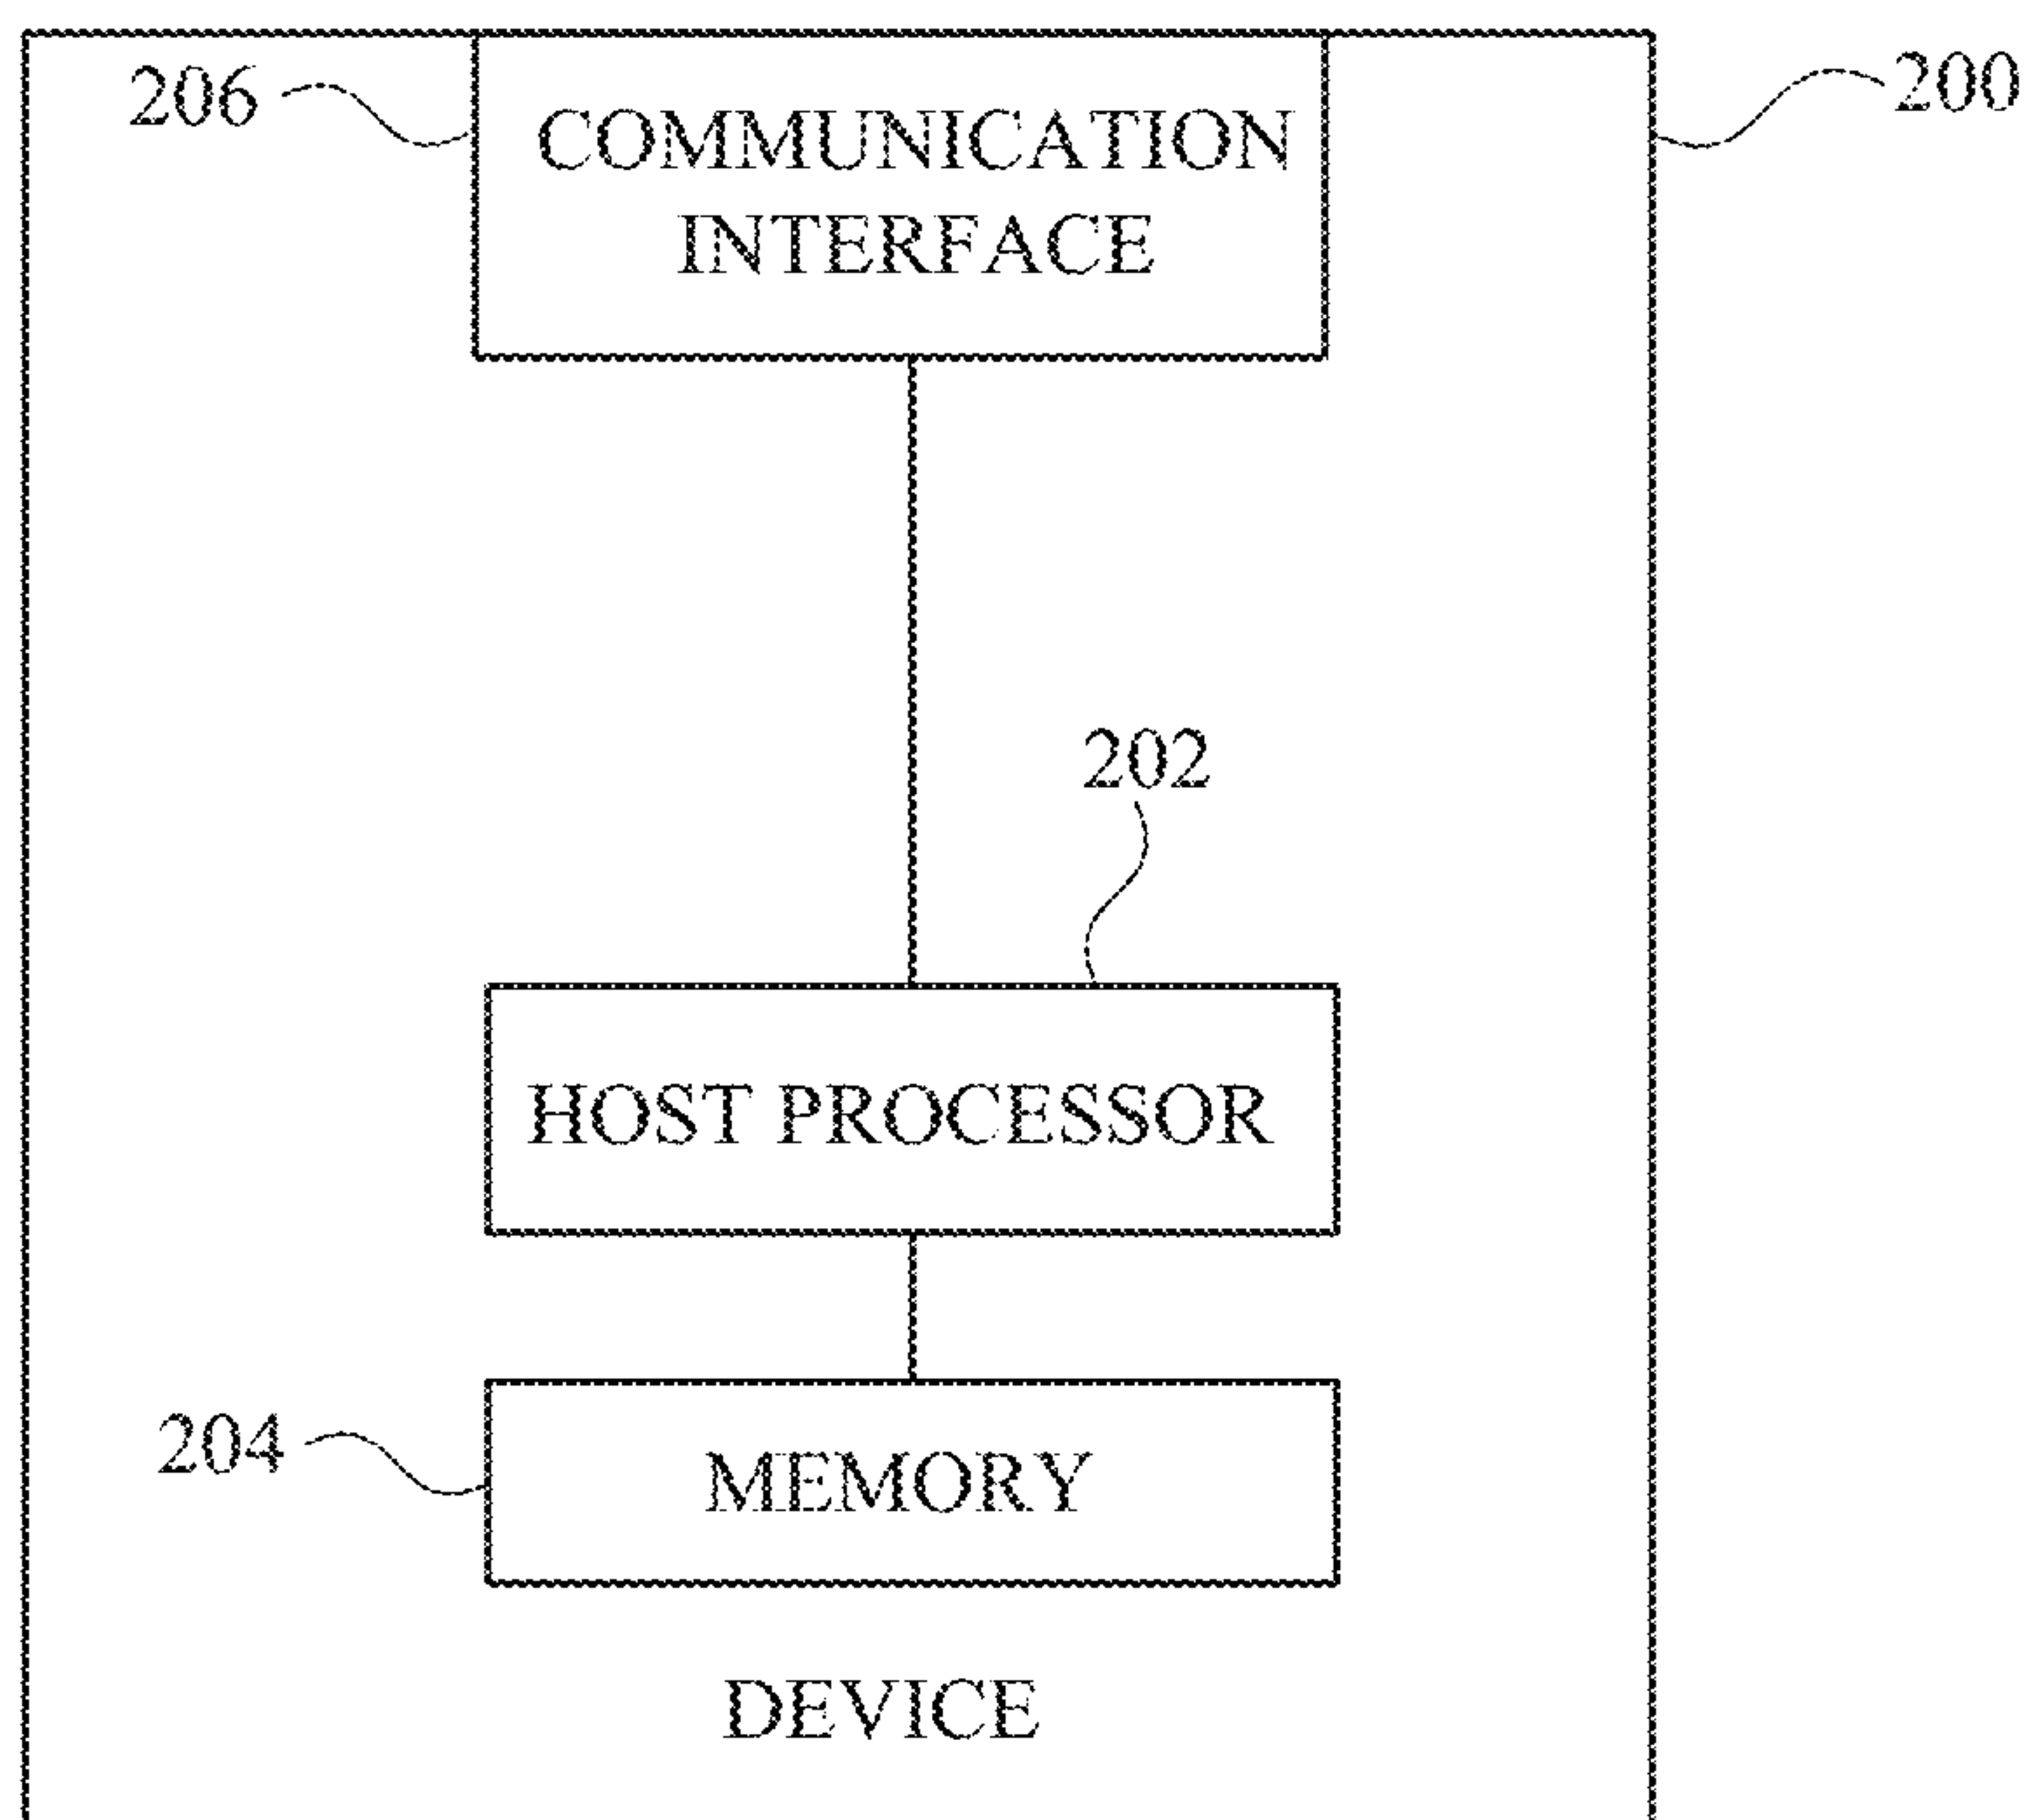 206
COMMUNICATION
INTERFACE
200
202
HOST PROCESSOR
204
MEMORY
DEVICE